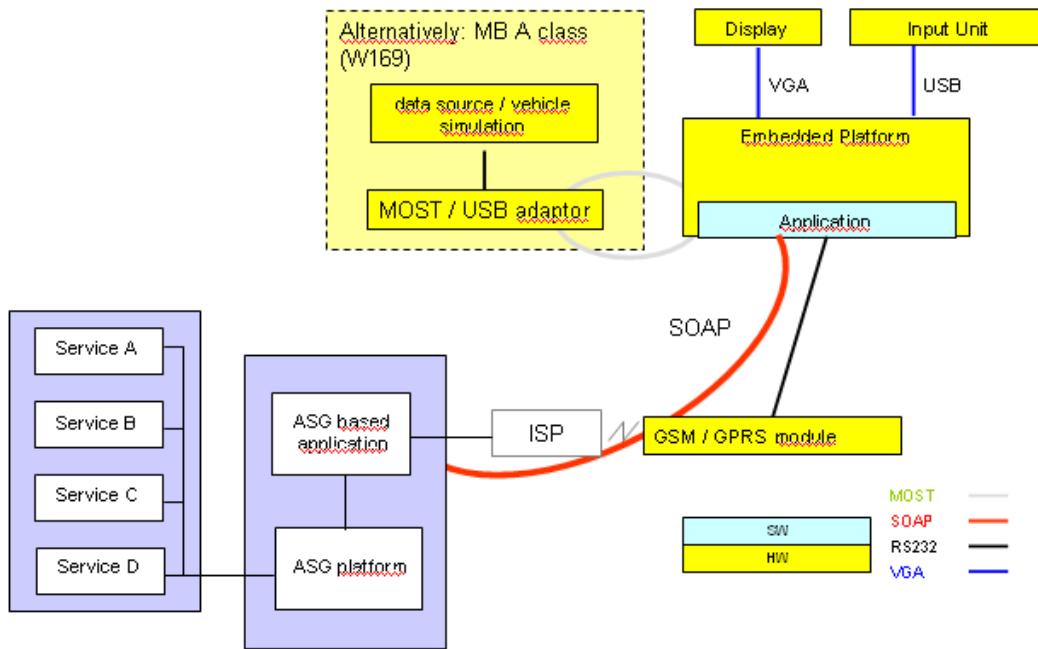 Alternatively: MB A class
(W169)
data source / vehicle
simulation
MOST / USB adaptor
Display
Input Unit
VGA
USB
Embedded Platform
Application
SOAP
Service A
Service B
Service C
Service D
ASG based
application
ASG platform
ISP
GSM / GPRS module
SW
HW
MOST
SOAP
RS232
VGA